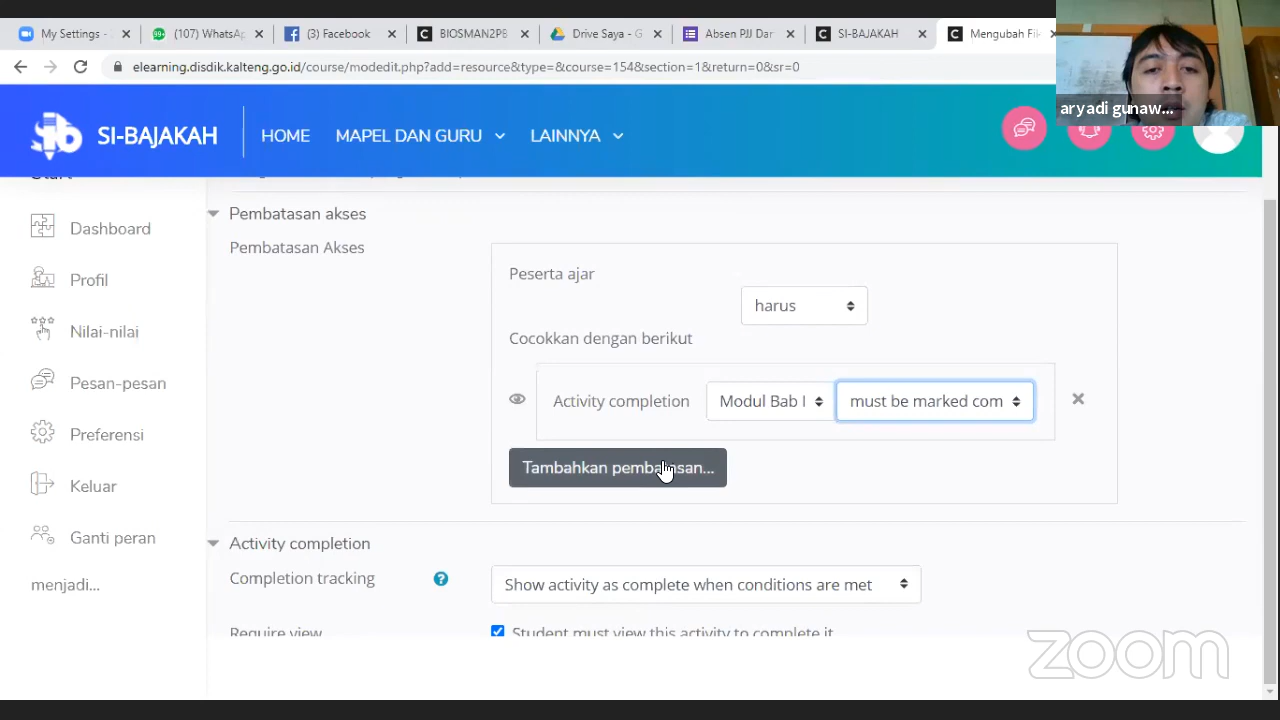 My Settings -
(107) WhatsAp
(3) Facebook
BIOSMAN2PB
Drive Saya - G
Absen PJJ Dar
SI-BAJAKAH
Mengubah Fil
elearning.disdik.kalteng.go.id/course/modedit.php?add=resource&type=&course=154&section=1&return=0&sr=0
aryadi gunaw...
SI-BAJAKAH
HOME
MAPEL DAN GURU
LAINNYA
Start
Dashboard
Profil
Nilai-nilai
Pesan-pesan
Preferensi
Keluar
Ganti peran
menjadi...
Pembatasan akses
Pembatasan Akses
Peserta ajar
harus
Cocokkan dengan berikut
Activity completion
Modul Bab I
must be marked com
Tambahkan pembatasan...
Activity completion
Completion tracking
Show activity as complete when conditions are met
Require view
Student must view this activity to complete it
zoom